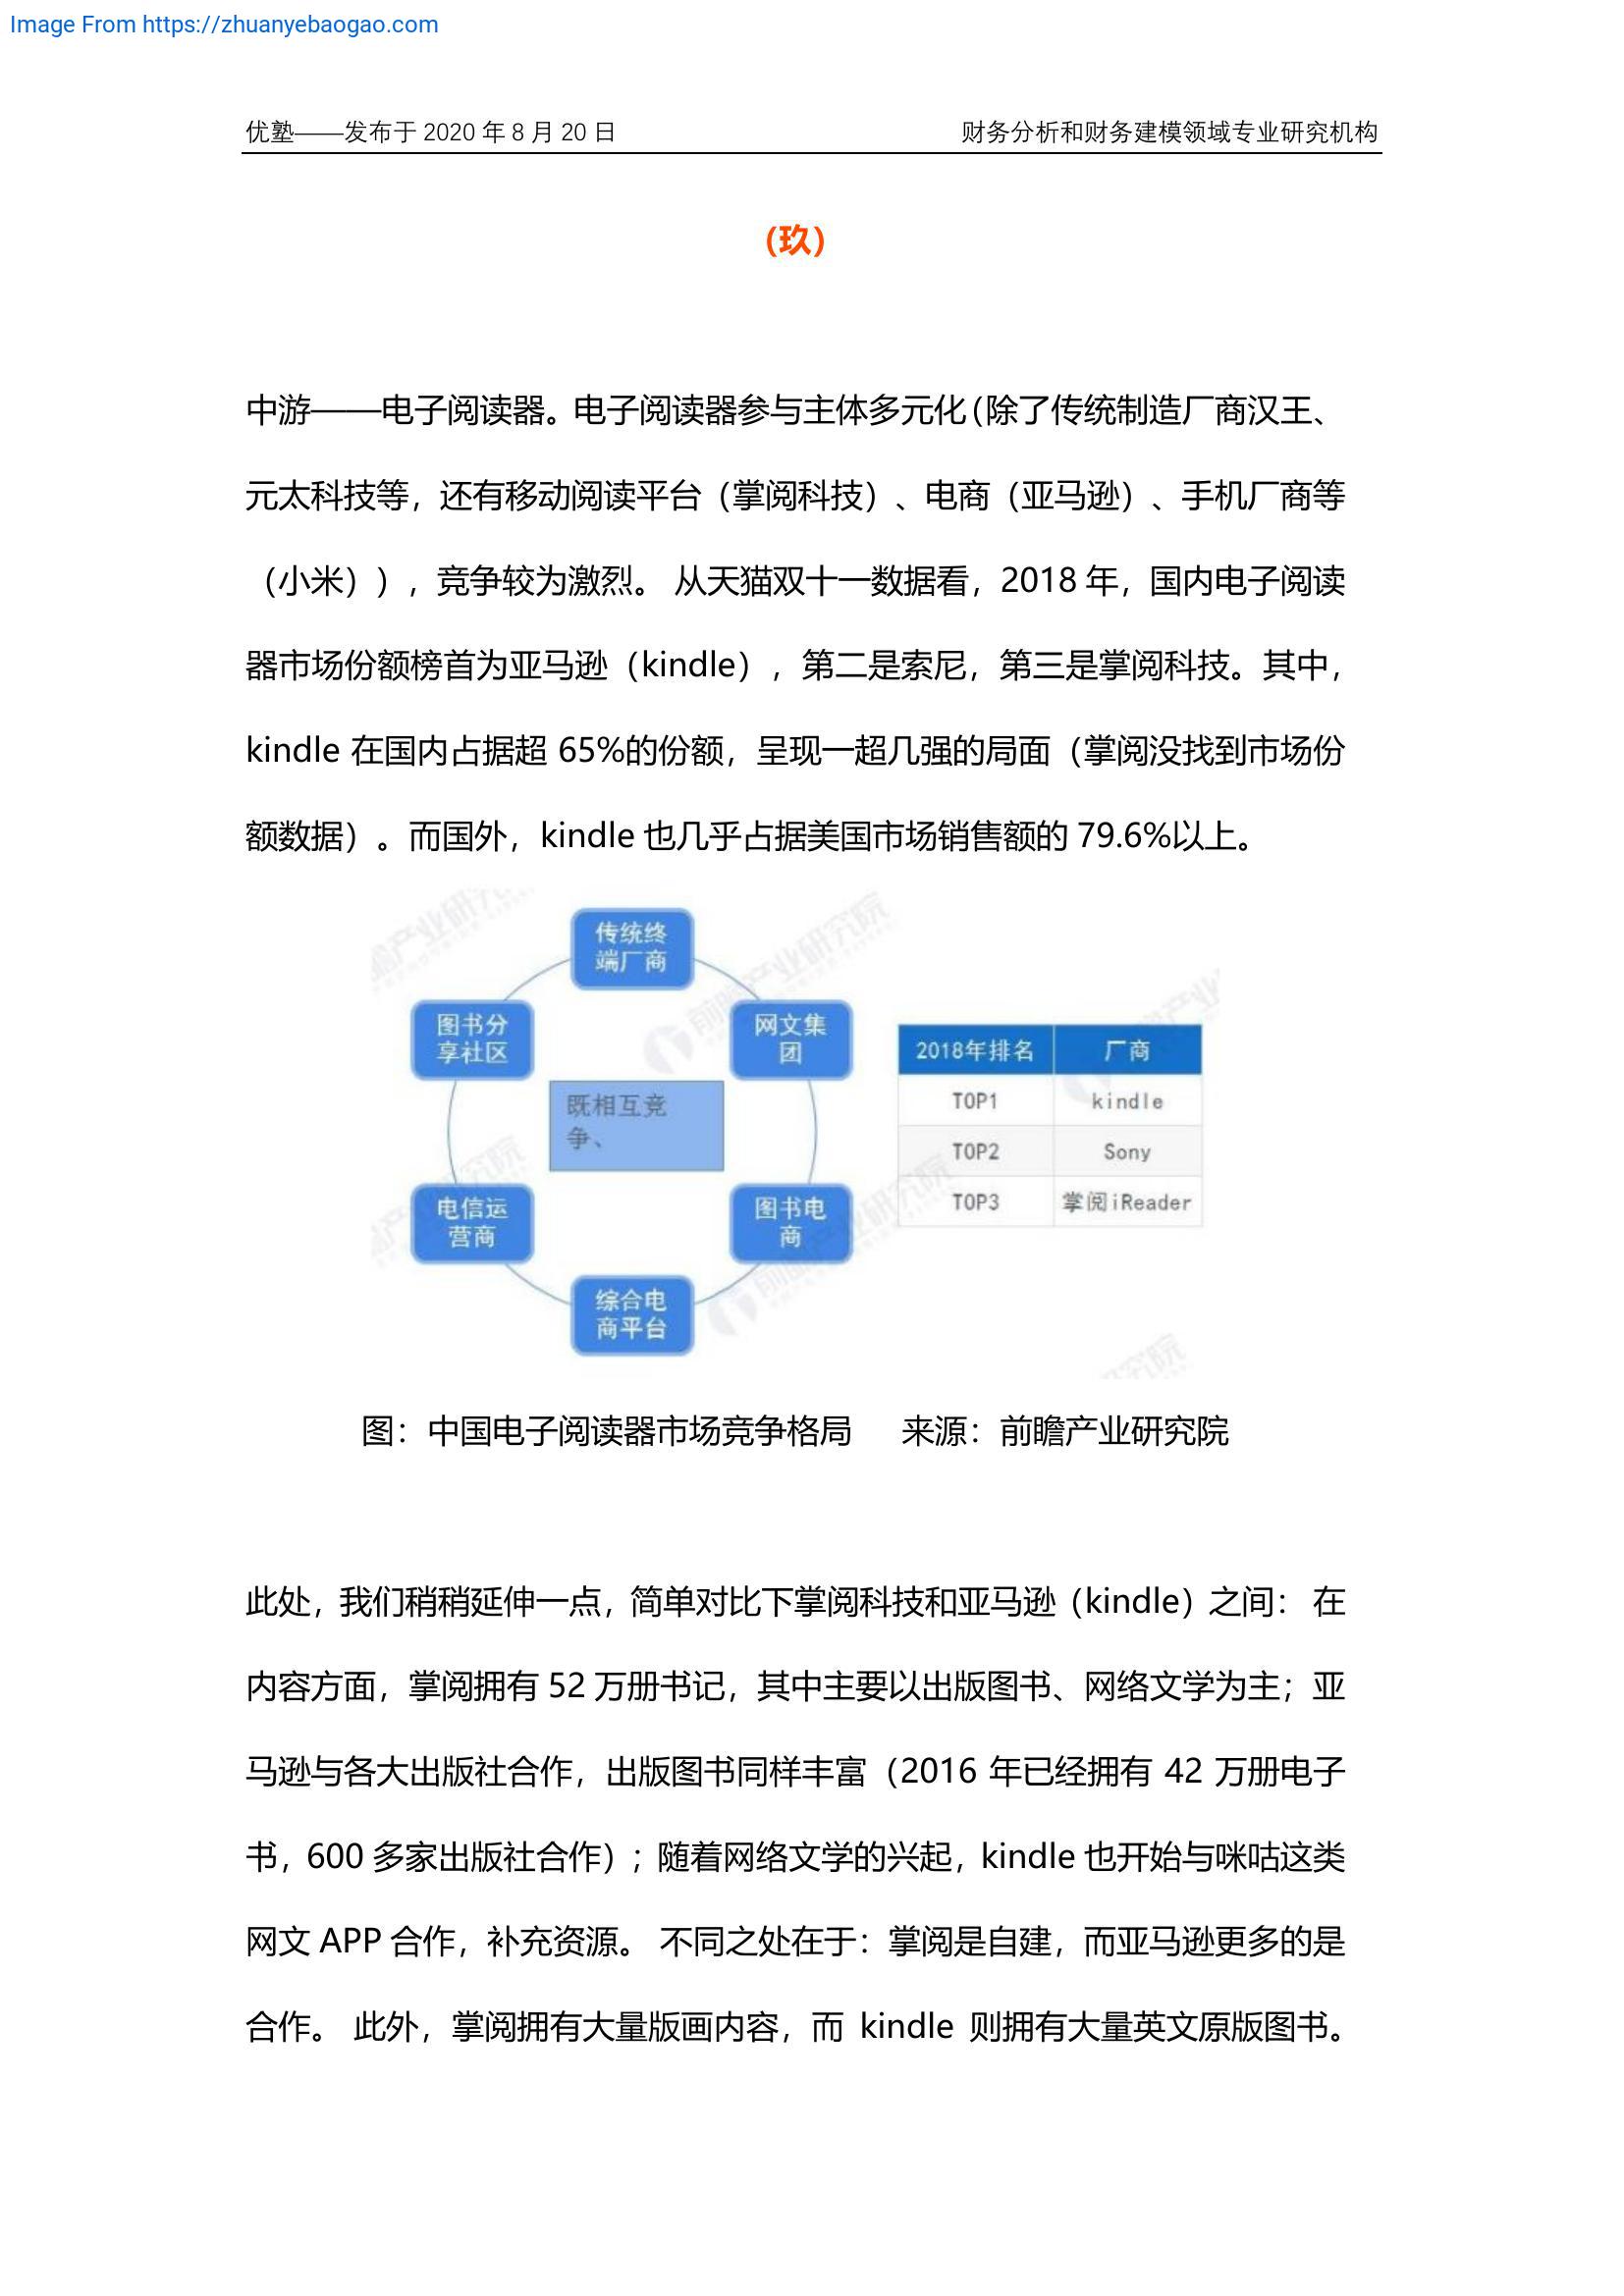 Image From https://zhuanyebaogao.com
优塾——发布于 2020 年 8 月 20 日
财务分析和财务建模领域专业研究机构
(玖)
中游——电子阅读器。电子阅读器参与主体多元化（除了传统制造厂商汉王、
元太科技等，还有移动阅读平台（掌阅科技）、电商（亚马逊）、手机厂商等
（小米）），竞争较为激烈。 从天猫双十一数据看，2018 年，国内电子阅读
器市场份额榜首为亚马逊（kindle），第二是索尼，第三是掌阅科技。其中，
kindle 在国内占据超 65%的份额，呈现一超几强的局面（掌阅没找到市场份
额数据）。而国外，kindle 也几乎占据美国市场销售额的 79.6%以上。
传统终
端厂商
图书分
享社区
网文集
团
既相互竞
争、
电信运
营商
图书电
商
综合电
商平台
2018年排名 厂商
TOP1 kindle
TOP2 Sony
TOP3 掌阅iReader
前瞻产业研究院
图：中国电子阅读器市场竞争格局 来源：前瞻产业研究院
此处，我们稍稍延伸一点，简单对比下掌阅科技和亚马逊（kindle）之间： 在
内容方面，掌阅拥有 52 万册书记，其中主要以出版图书、网络文学为主；亚
马逊与各大出版社合作，出版图书同样丰富（2016 年已经拥有 42 万册电子
书，600 多家出版社合作）；随着网络文学的兴起，kindle 也开始与咪咕这类
网文 APP 合作，补充资源。 不同之处在于：掌阅是自建，而亚马逊更多的是
合作。 此外，掌阅拥有大量版画内容，而 kindle 则拥有大量英文原版图书。